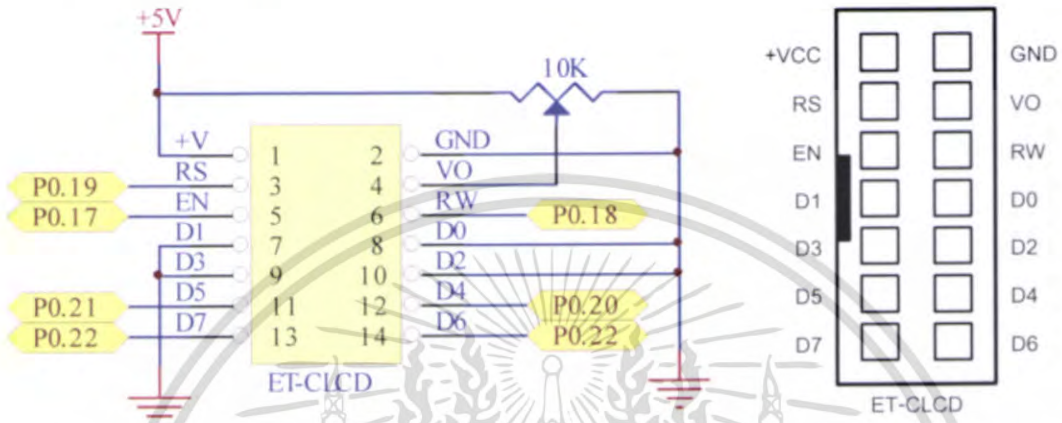 +5V
10K
+V 1 2 GND
P0.19 RS 3 4 VO
P0.17 EN 5 6 RW P0.18
D1 7 8 D0
D3 9 10 D2
P0.21 D5 11 12 D4 P0.20
P0.22 D7 13 14 D6 P0.22
ET-CLCD
+VCC GND
RS VO
EN RW
D1 D0
D3 D2
D5 D4
D7 D6
ET-CLCD